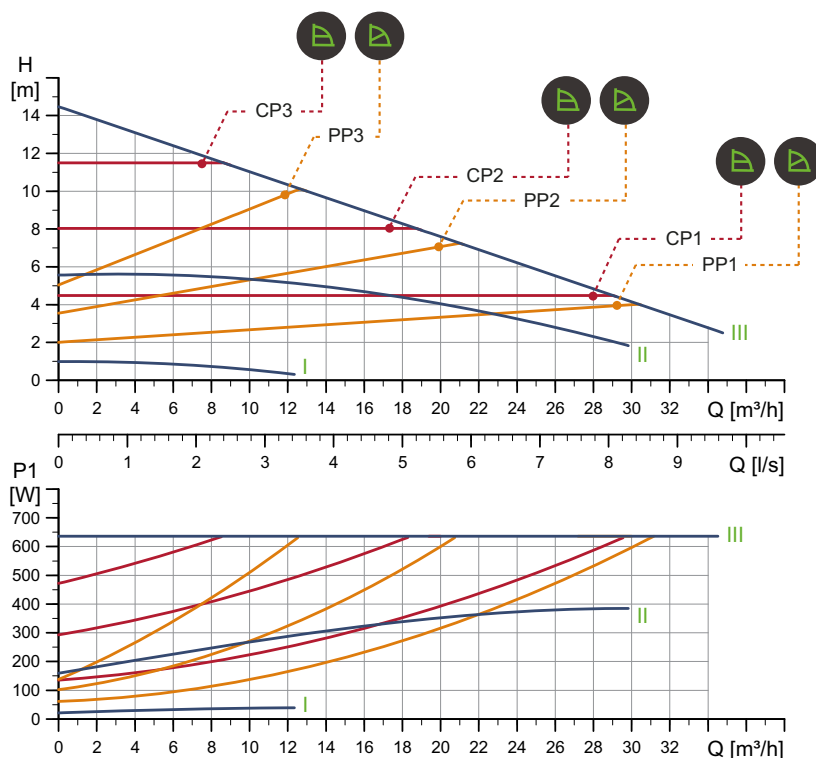 H
[m]
14
12
10
8
6
4
2
0
CP3
PP3
CP2
PP2
CP1
PP1
III
II
I
0 2 4 6 8 10 12 14 16 18 20 22 24 26 28 30 32 Q [m³/h]
0 1 2 3 4 5 6 7 8 9 Q [l/s]
P1
[W]
700
600
500
400
300
200
100
0
III
II
I
0 2 4 6 8 10 12 14 16 18 20 22 24 26 28 30 32 Q [m³/h]